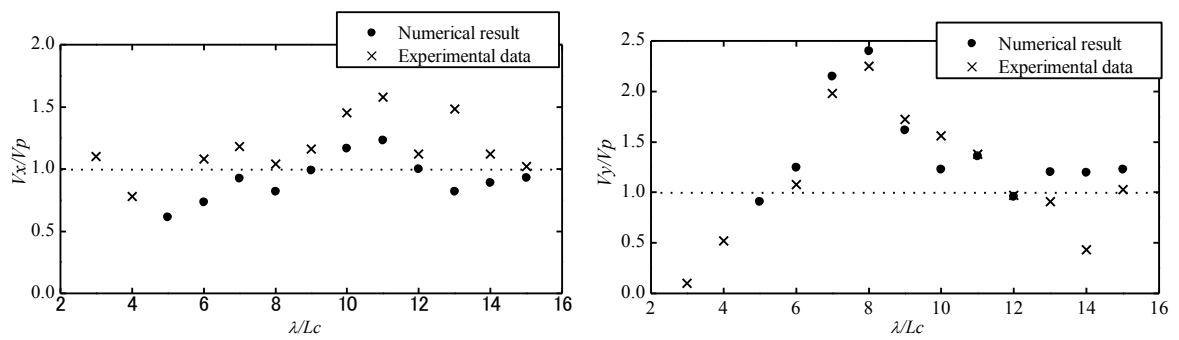 Numerical result
Experimental data
2.0
1.5
1.0
0.5
0.0
Vx/Vp
2 4 6 8 10 12 14 16
λ/Lc
Numerical result
Experimental data
2.5
2.0
1.5
1.0
0.5
0.0
Vy/Vp
2 4 6 8 10 12 14 16
λ/Lc